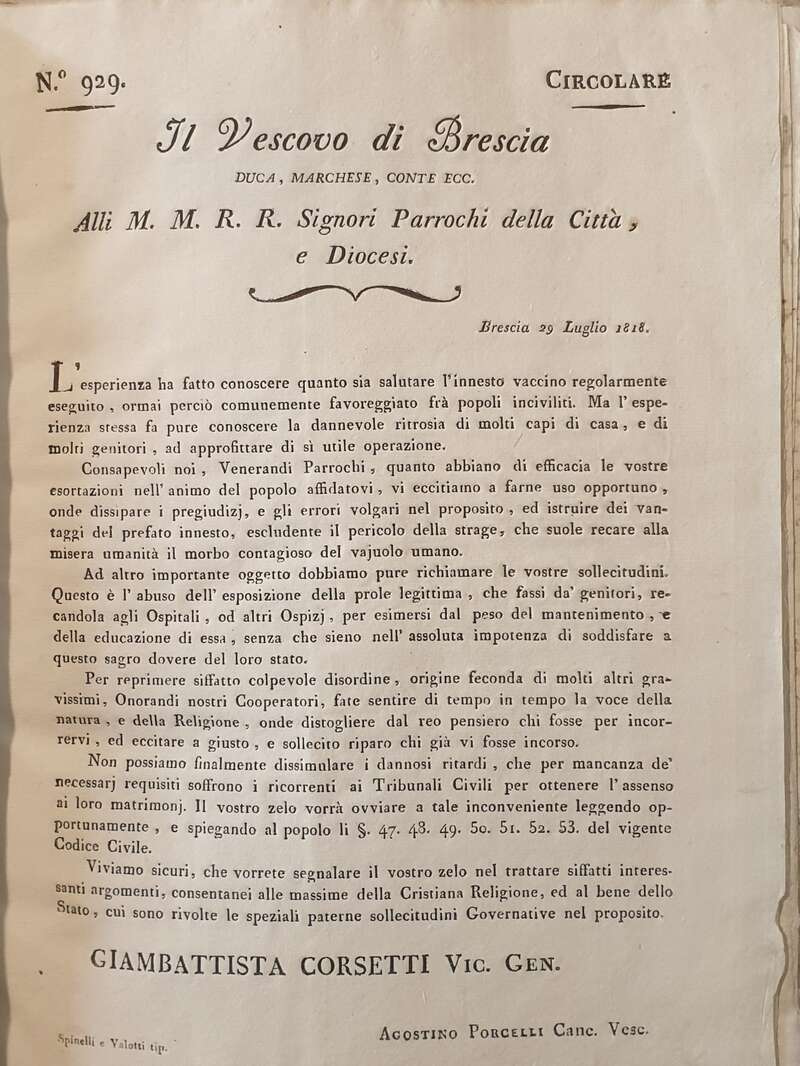 N.º 929.
CIRCOLARE
Il Vescovo di Brescia
DUCA, MARCHESE, CONTE ECC.
Alli M. M. R. R. Signori Parrochi della Città,
e Diocesi.
Brescia 29 Luglio 1818.
L'esperienza ha fatto conoscere quanto sia salutare l'innesto vaccino regolarmente
eseguito, ormai perciò comunemente favoreggiato frà popoli inciviliti. Ma l'espe-
rienza stessa fa pure conoscere la dannevole ritrosia di molti capi di casa, e di
molti genitori, ad approfittare di sì utile operazione.
Consapevoli noi, Venerandi Parrochi, quanto abbiano di efficacia le vostre
esortazioni nell'animo del popolo affidatovi, vi eccitiamo a farne uso opportuno,
onde dissipare i pregiudizj, e gli errori volgari nel proposito, ed istruire dei van-
taggi del prefato innesto, escludente il pericolo della strage, che suole recare alla
misera umanità il morbo contagioso del vajuolo umano.
Ad altro importante oggetto dobbiamo pure richiamare le vostre sollecitudini.
Questo è l'abuso dell'esposizione della prole legittima, che fassi da' genitori, re-
candola agli Ospitali, od altri Ospizj, per esimersi dal peso del mantenimento, e
della educazione di essa, senza che sieno nell'assoluta impotenza di soddisfare a
questo sagro dovere del loro stato.
Per reprimere siffatto colpevole disordine, origine feconda di molti altri gra-
vissimi, Onorandi nostri Cooperatori, fate sentire di tempo in tempo la voce della
natura, e della Religione, onde distogliere dal reo pensiero chi fosse per incor-
rervi, ed eccitare a giusto, e sollecito riparo chi già vi fosse incorso.
Non possiamo finalmente dissimulare i dannosi ritardi, che per mancanza de'
necessarj requisiti soffrono i ricorrenti ai Tribunali Civili per ottenere l'assenso
ai loro matrimonj. Il vostro zelo vorrà ovviare a tale inconveniente leggendo op-
portunamente, e spiegando al popolo li §. 47. 48. 49. 50. 51. 52. 53. del vigente
Codice Civile.
Viviamo sicuri, che vorrete segnalare il vostro zelo nel trattare siffatti interes-
santi argomenti, consentanei alle massime della Cristiana Religione, ed al bene dello
Stato, cui sono rivolte le speziali paterne sollecitudini Governative nel proposito.
GIAMBATTISTA CORSETTI VIC. GEN.
AGOSTINO PORCELLI Canc. Vesc.
Spinelli e Valotti tip.